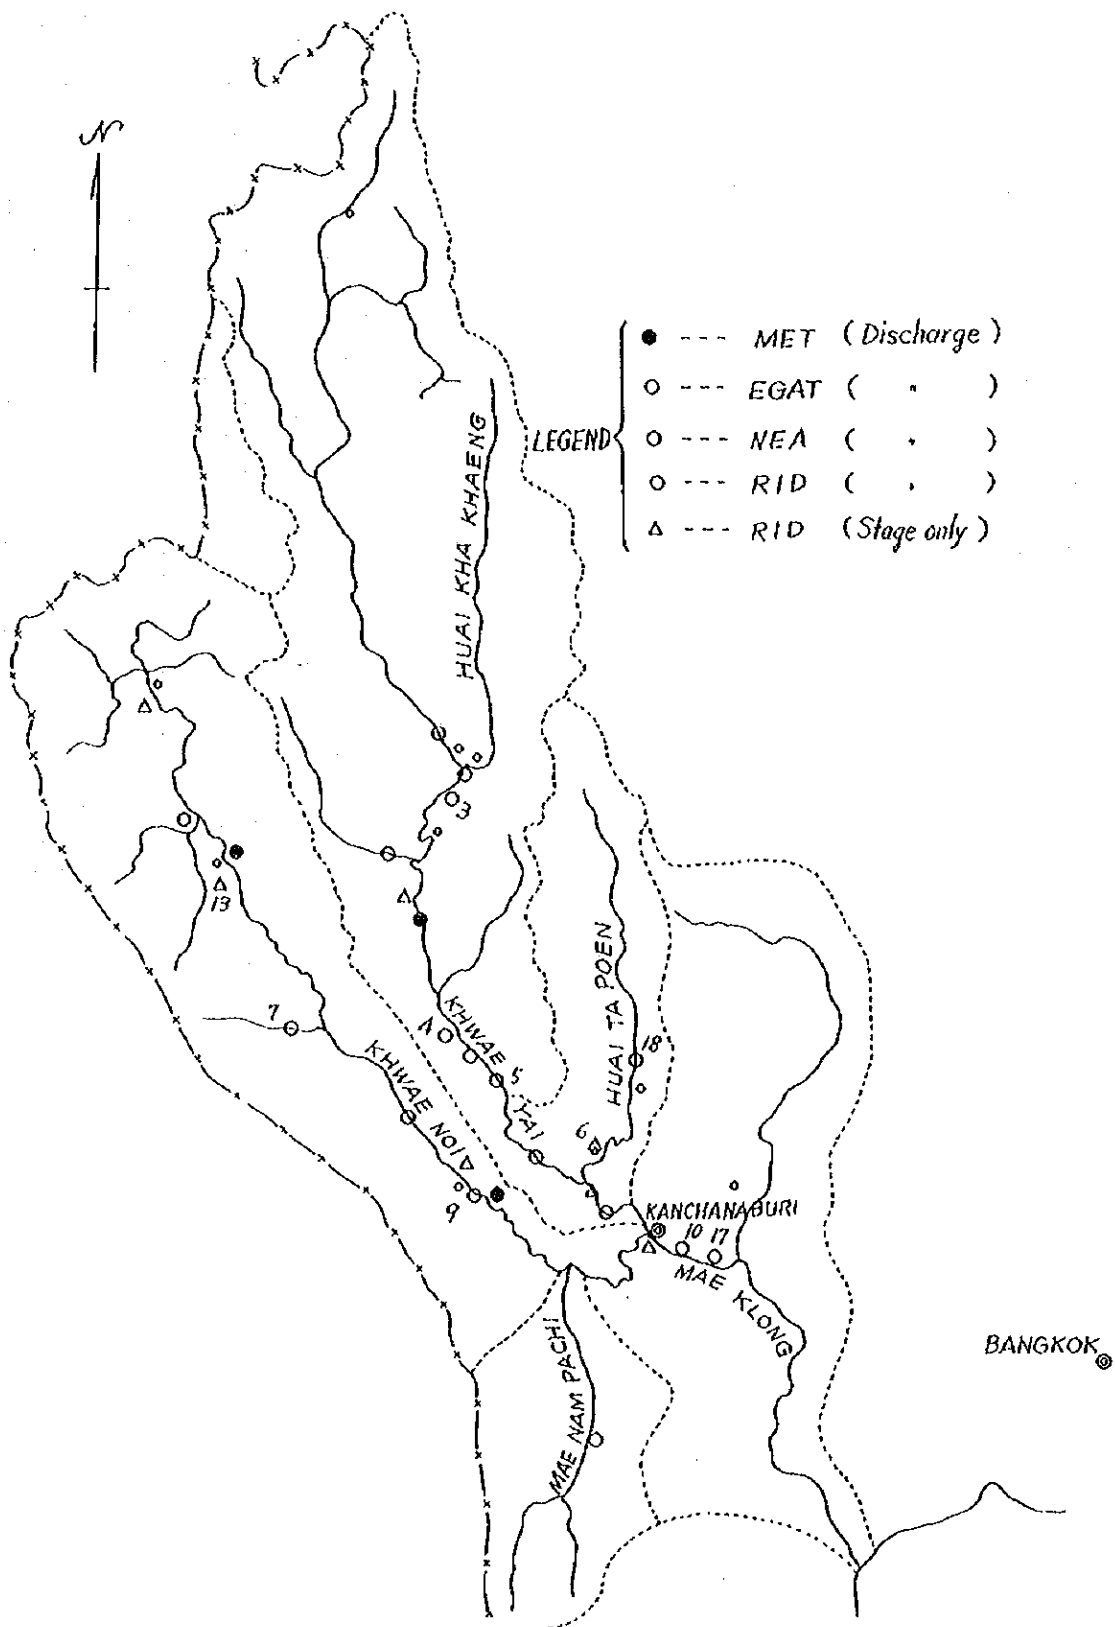 N
LEGEND
MET (Discharge)
EGAT ( " )
NEA ( " )
RID ( " )
RID (Stage only)
HUAI KHA KHAENG
3
13
7
KHWAE NOI
KHWAE YAI
5
HUAI TA POEN
18
6
9
KANCHANABURI
10
17
MAE KLONG
MAE NAM PACHI
BANGKOK